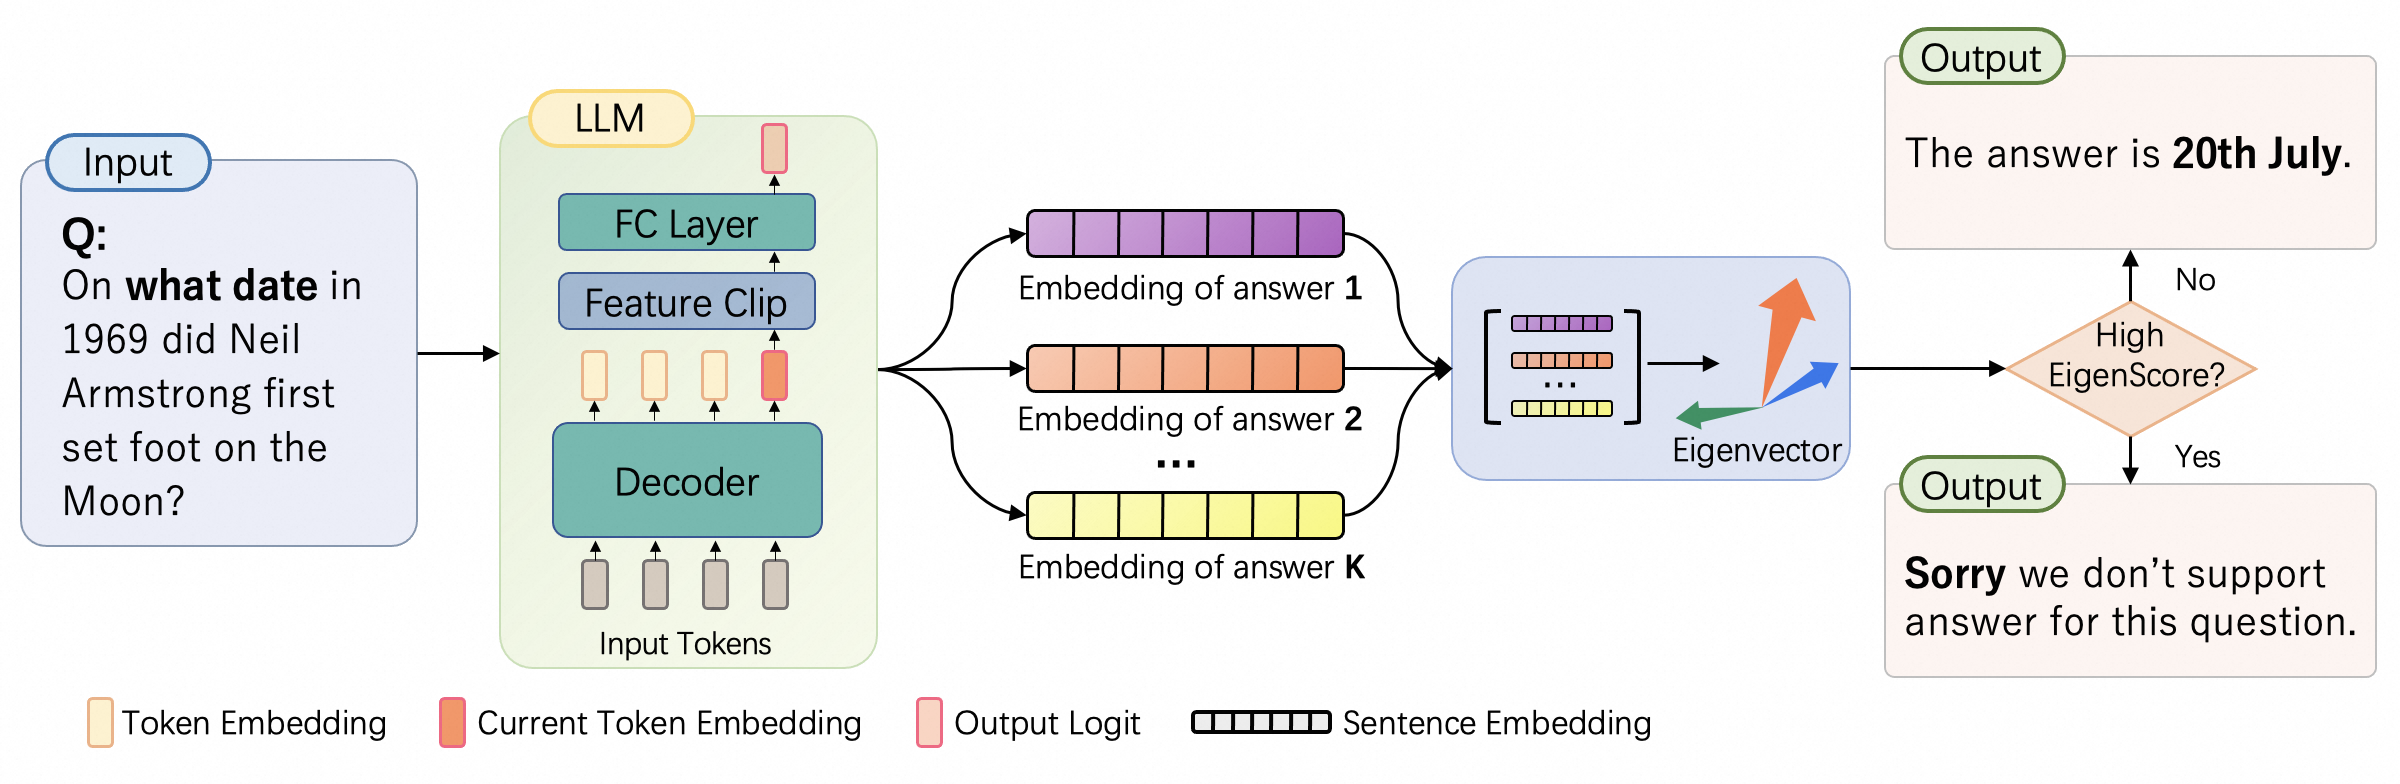 Input
Q:
On what date in
1969 did Neil
Armstrong first
set foot on the
Moon?
LLM
FC Layer
Feature Clip
Decoder
Input Tokens
Embedding of answer 1
Embedding of answer 2
...
Embedding of answer K
...
Eigenvector
High
EigenScore?
No
Yes
Output
The answer is 20th July.
Output
Sorry we don’t support
answer for this question.
Token Embedding
Current Token Embedding
Output Logit
Sentence Embedding